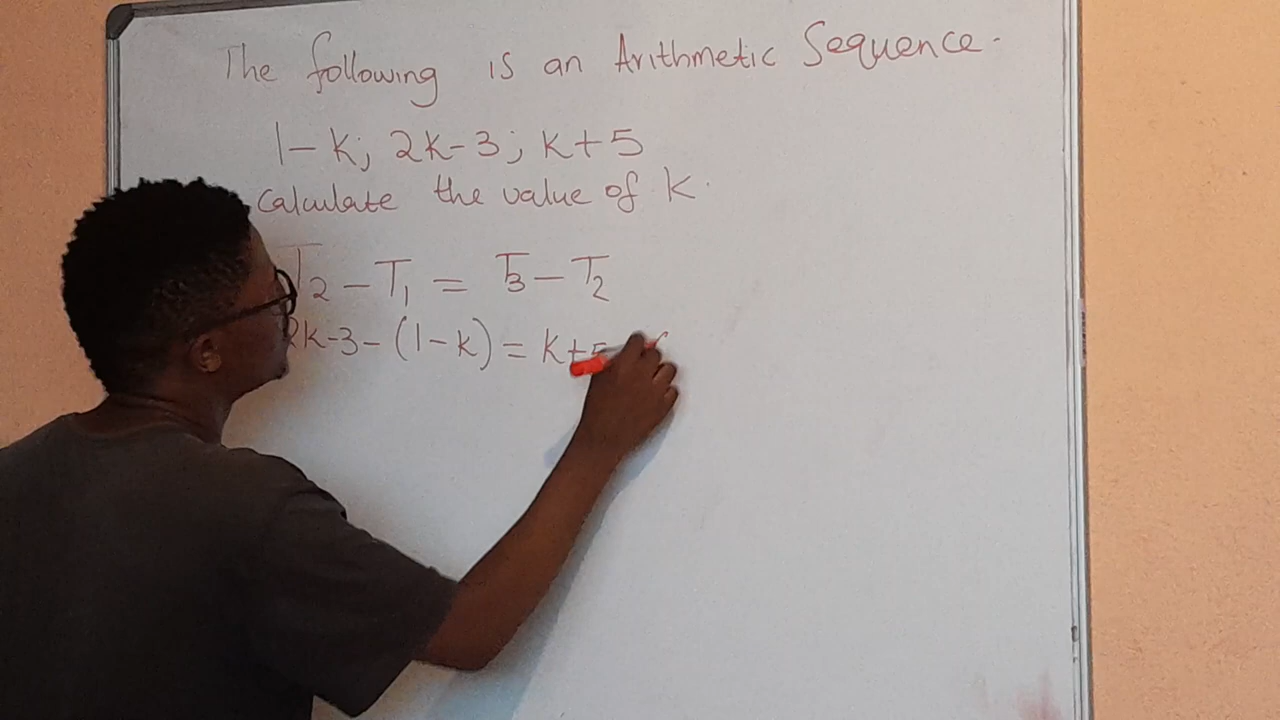 The following is an Arithmetic Sequence.
1-k; 2k-3; k+5
Calculate the value of k.
T2 - T1 = T3 - T2
2k-3-(1-k) = k+5 - (